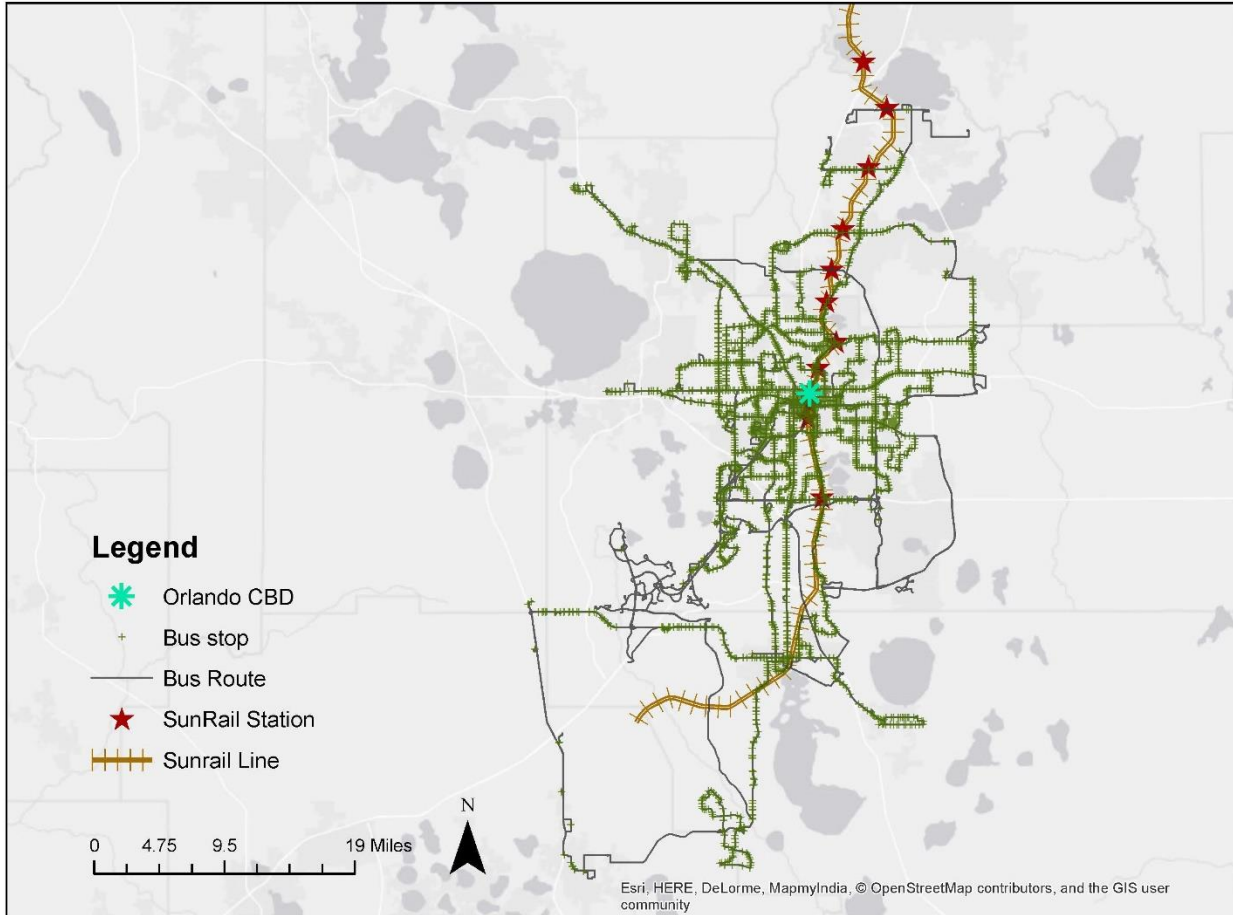 Legend
Orlando CBD
Bus stop
Bus Route
SunRail Station
Sunrail Line
N
0 4.75 9.5 19 Miles
Esri, HERE, DeLorme, MapmyIndia, © OpenStreetMap contributors, and the GIS user
community